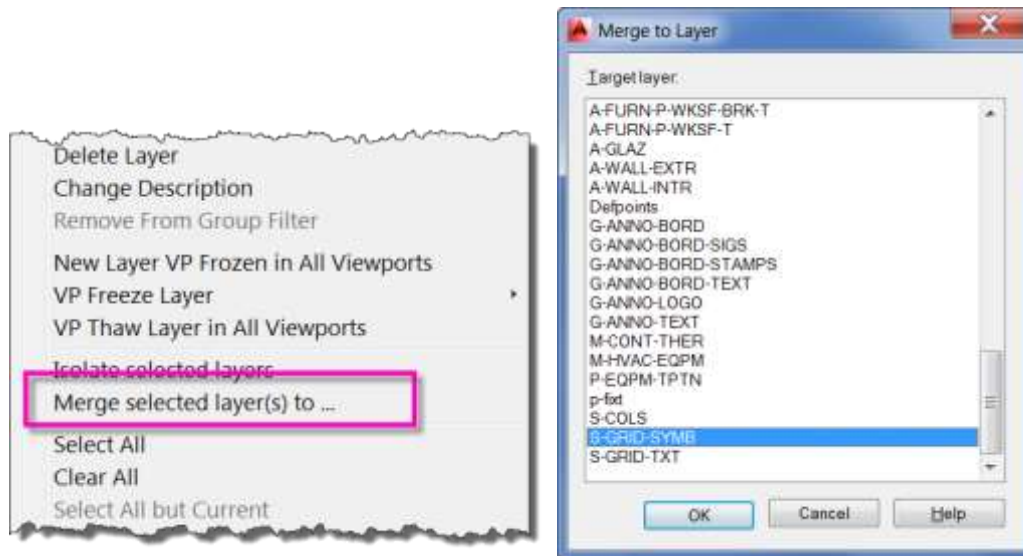 Delete Layer
Change Description
Remove From Group Filter
New Layer VP Frozen in All Viewports
VP Freeze Layer
VP Thaw Layer in All Viewports
Isolate selected layers
Merge selected layer(s) to ...
Select All
Clear All
Select All but Current
Merge to Layer
Target layer:
A-FURN-P-WKSF-BRK-T
A-FURN-P-WKSF-T
A-GLAZ
A-WALL-EXTR
A-WALL-INTR
Defpoints
G-ANNO-BORD
G-ANNO-BORD-SIGS
G-ANNO-BORD-STAMPS
G-ANNO-BORD-TEXT
G-ANNO-LOGO
G-ANNO-TEXT
M-CONT-THER
M-HVAC-EQPM
P-EQPM-TPTN
p-fixt
S-COLS
S-GRID-SYMB
S-GRID-TXT
OK Cancel Help